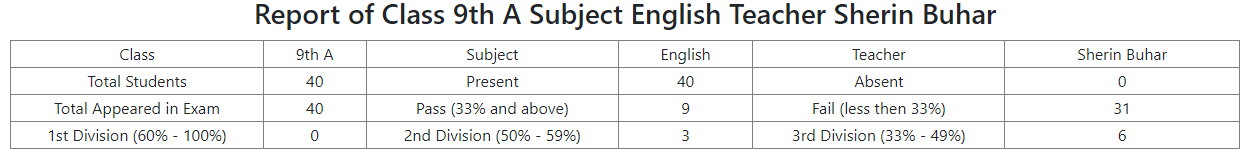 Report of Class 9th A Subject English Teacher Sherin Buhar
Class 9th A Subject English Teacher Sherin Buhar
Total Students 40 Present 40 Absent 0
Total Appeared in Exam 40 Pass (33% and above) 9 Fail (less then 33%) 31
1st Division (60% - 100%) 0 2nd Division (50% - 59%) 3 3rd Division (33% - 49%) 6